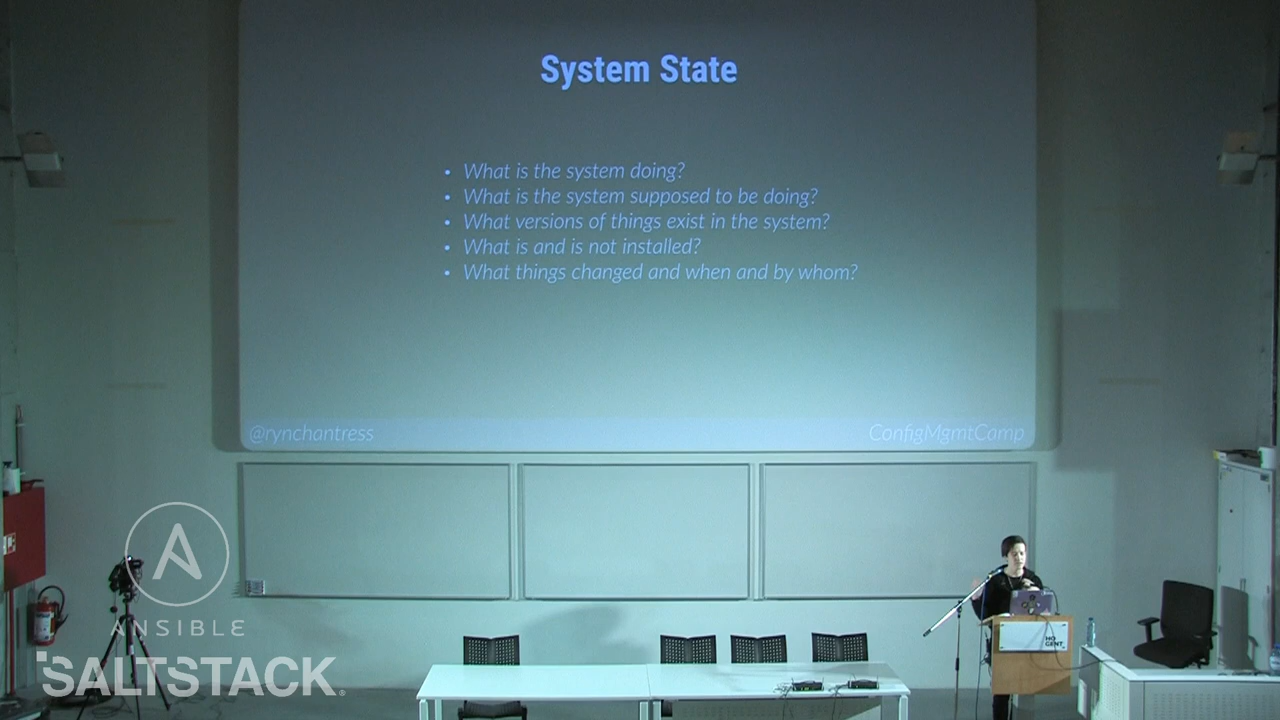 System State
• What is the system doing?
• What is the system supposed to be doing?
• What versions of things exist in the system?
• What is and is not installed?
• What things changed and when and by whom?
@rynchantress
ConfigMgmtCamp
ANSIBLE
SALTSTACK
HO
GENT